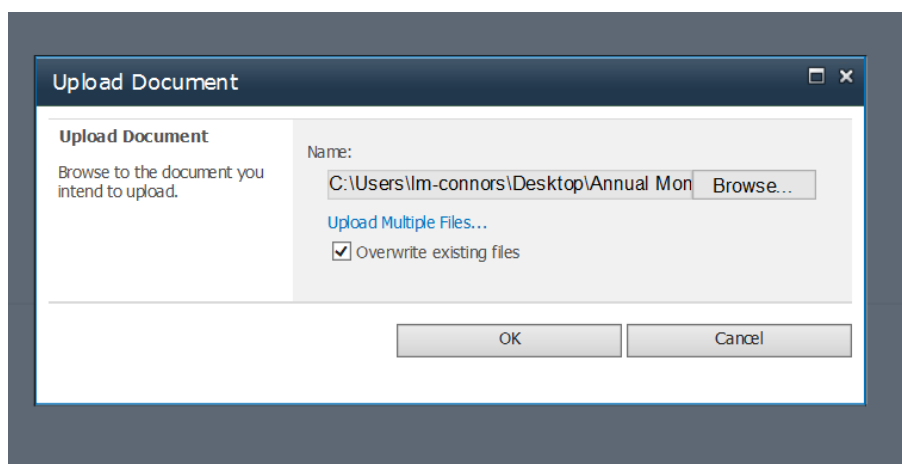 Upload Document
Upload Document
Browse to the document you
intend to upload.
Name:
C:\Users\lm-connors\Desktop\Annual Mon
Browse...
Upload Multiple Files...
Overwrite existing files
OK
Cancel